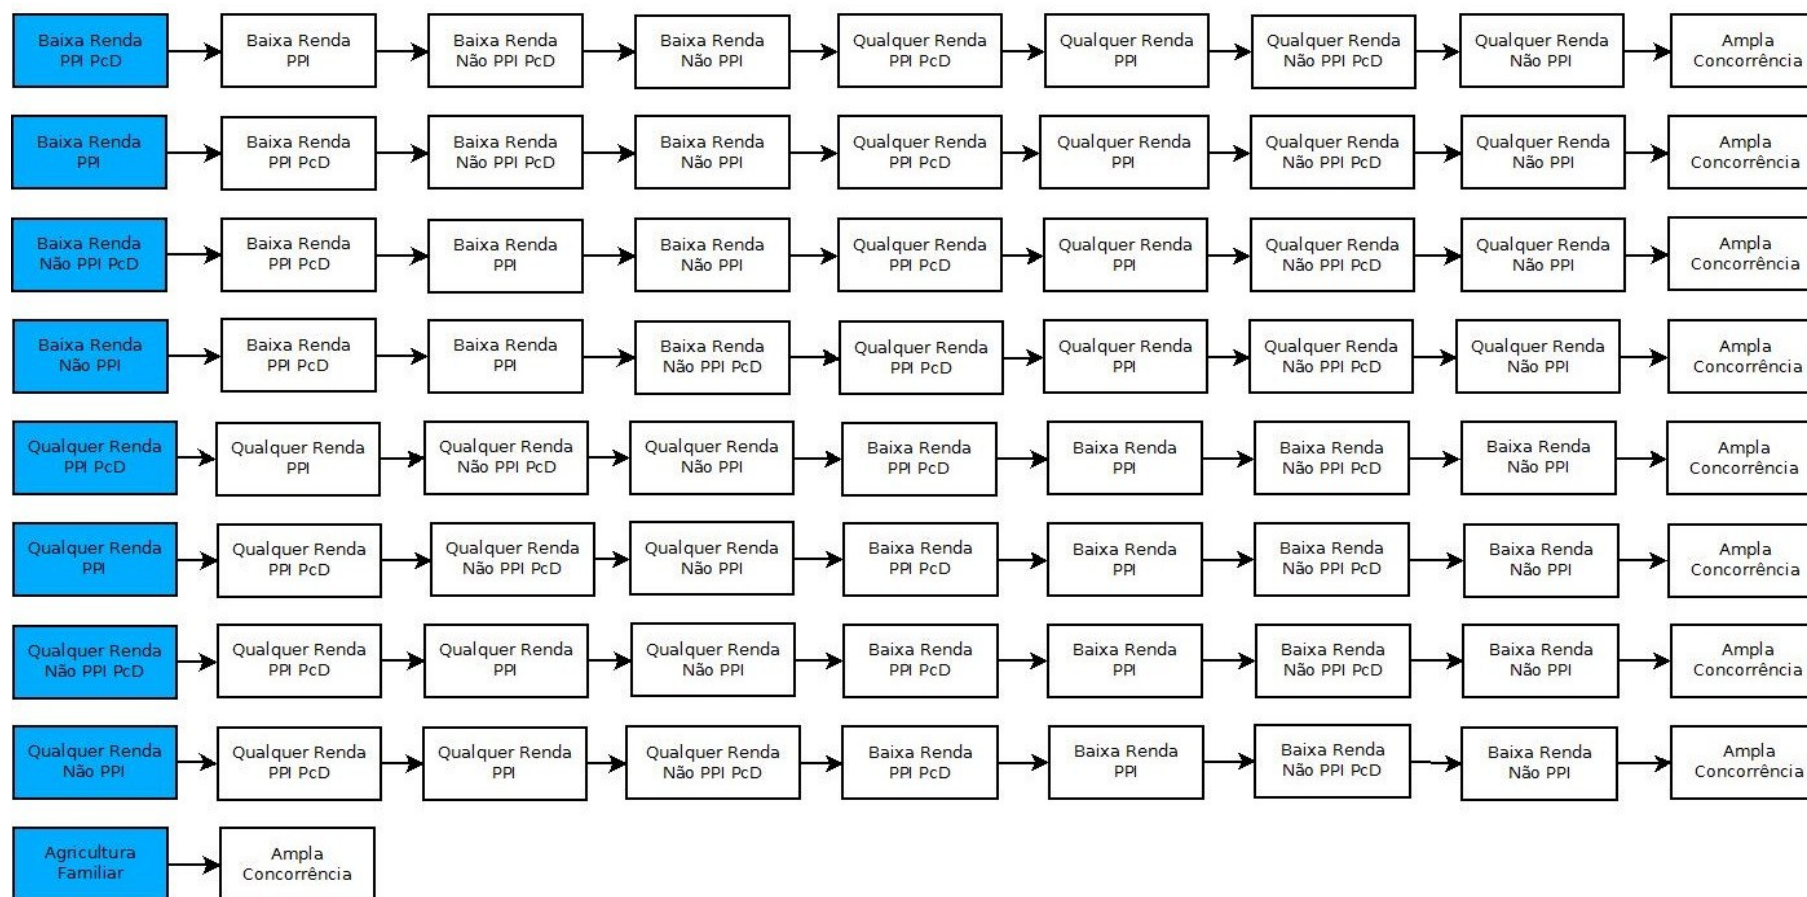 Baixa Renda
PPI PcD
Baixa Renda
PPI
Baixa Renda
Não PPI PcD
Baixa Renda
Não PPI
Qualquer Renda
PPI PcD
Qualquer Renda
PPI
Qualquer Renda
Não PPI PcD
Qualquer Renda
Não PPI
Ampla
Concorrência
Baixa Renda
PPI
Baixa Renda
PPI PcD
Baixa Renda
Não PPI PcD
Baixa Renda
Não PPI
Qualquer Renda
PPI PcD
Qualquer Renda
PPI
Qualquer Renda
Não PPI PcD
Qualquer Renda
Não PPI
Ampla
Concorrência
Baixa Renda
Não PPI PcD
Baixa Renda
PPI PcD
Baixa Renda
PPI
Baixa Renda
Não PPI
Qualquer Renda
PPI PcD
Qualquer Renda
PPI
Qualquer Renda
Não PPI PcD
Qualquer Renda
Não PPI
Ampla
Concorrência
Baixa Renda
Não PPI
Baixa Renda
PPI PcD
Baixa Renda
PPI
Baixa Renda
Não PPI PcD
Qualquer Renda
PPI PcD
Qualquer Renda
PPI
Qualquer Renda
Não PPI PcD
Qualquer Renda
Não PPI
Ampla
Concorrência
Qualquer Renda
PPI PcD
Qualquer Renda
PPI
Qualquer Renda
Não PPI PcD
Qualquer Renda
Não PPI
Baixa Renda
PPI PcD
Baixa Renda
PPI
Baixa Renda
Não PPI PcD
Baixa Renda
Não PPI
Ampla
Concorrência
Qualquer Renda
PPI
Qualquer Renda
PPI PcD
Qualquer Renda
Não PPI PcD
Qualquer Renda
Não PPI
Baixa Renda
PPI PcD
Baixa Renda
PPI
Baixa Renda
Não PPI PcD
Baixa Renda
Não PPI
Ampla
Concorrência
Qualquer Renda
Não PPI PcD
Qualquer Renda
PPI PcD
Qualquer Renda
PPI
Qualquer Renda
Não PPI
Baixa Renda
PPI PcD
Baixa Renda
PPI
Baixa Renda
Não PPI PcD
Baixa Renda
Não PPI
Ampla
Concorrência
Qualquer Renda
Não PPI
Qualquer Renda
PPI PcD
Qualquer Renda
PPI
Qualquer Renda
Não PPI PcD
Baixa Renda
PPI PcD
Baixa Renda
PPI
Baixa Renda
Não PPI PcD
Baixa Renda
Não PPI
Ampla
Concorrência
Agricultura
Familiar
Ampla
Concorrência